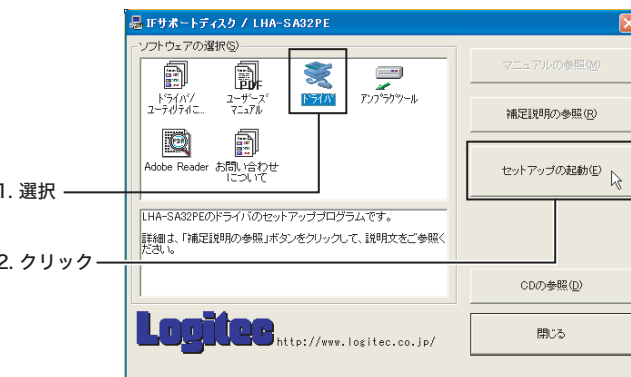 IFサポートディスク / LHA-SA32PE
ソフトウェアの選択(S)
ドライバ/
ユーティリティに...
ユーザーズ
マニュアル
ドライバ
アンプラグツール
Adobe Reader
お問い合わせ
について
マニュアルの参照(M)
補足説明の参照(R)
セットアップの起動(E)
1. 選択
LHA-SA32PEのドライバのセットアッププログラムです。
詳細は、「補足説明の参照」ボタンをクリックして、説明文をご参照く
ださい。
2. クリック
CDの参照(D)
閉じる
Logitec
http://www.logitec.co.jp/